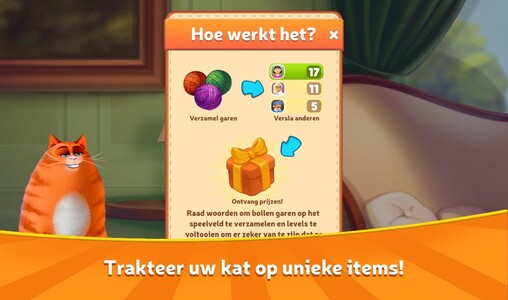 Hoe werkt het? ×
17
11
5
Verzamel garen
Versla anderen
Ontvang prijzen!
Raad woorden om bollen garen op het
speelveld te verzamelen en levels te
voltooien om er zeker van te zijn dat ze
Trakteer uw kat op unieke items!